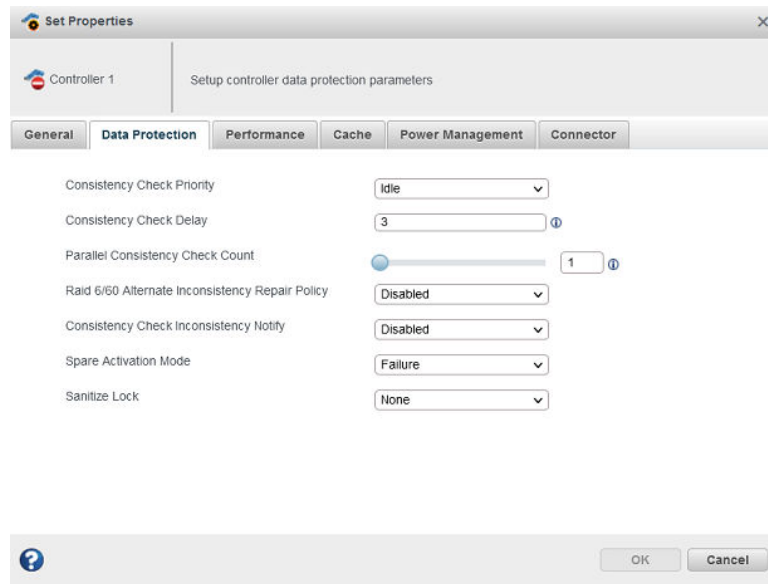 Set Properties
Controller 1
Setup controller data protection parameters
General Data Protection Performance Cache Power Management Connector
Consistency Check Priority Idle
Consistency Check Delay 3
Parallel Consistency Check Count 1
Raid 6/60 Alternate Inconsistency Repair Policy Disabled
Consistency Check Inconsistency Notify Disabled
Spare Activation Mode Failure
Sanitize Lock None
OK Cancel